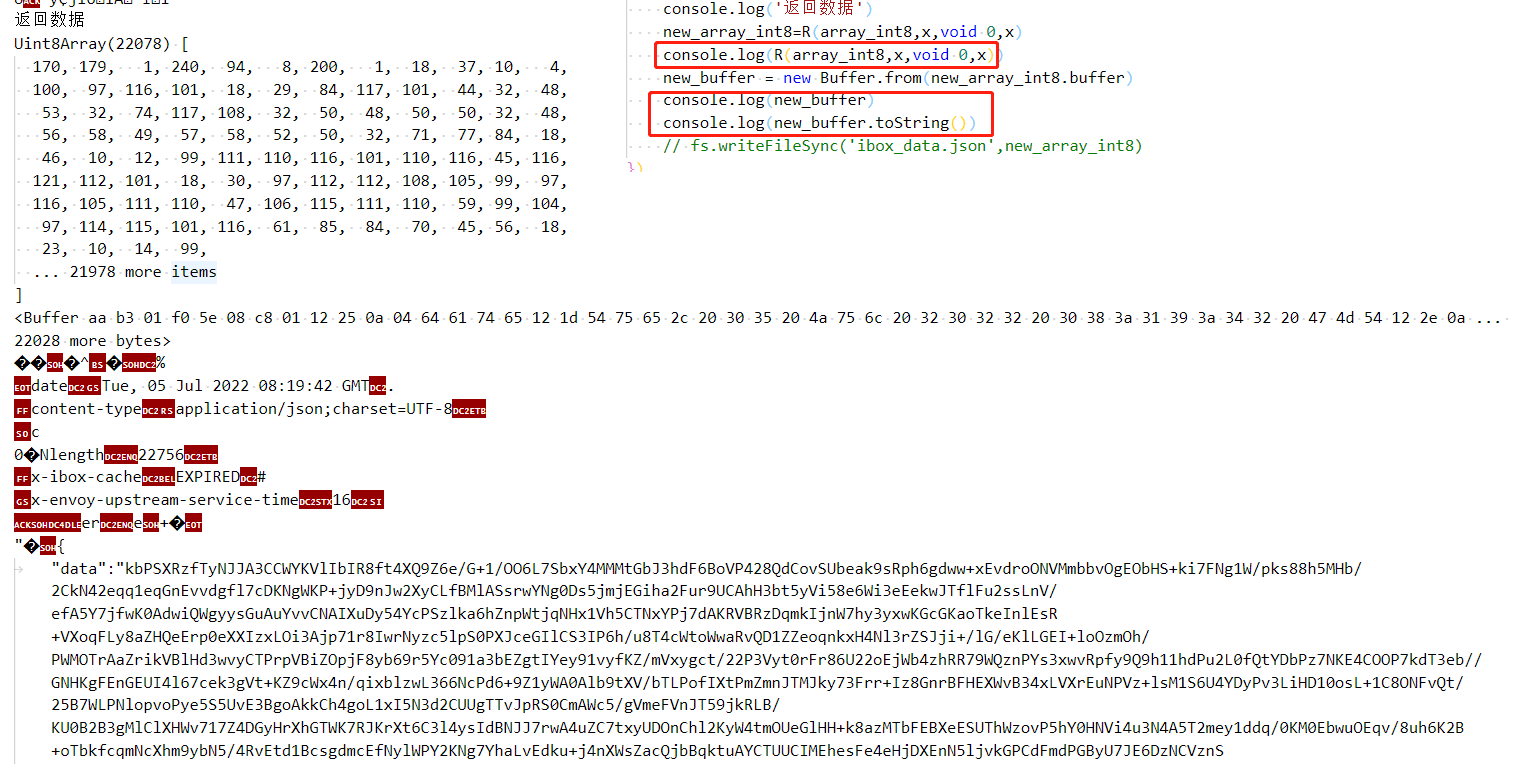 返回数据
Uint8Array(22078) [
170, 179, 1, 240, 94, 8, 200, 1, 18, 37, 10, 4,
100, 97, 116, 101, 18, 29, 84, 117, 101, 44, 32, 48,
53, 32, 74, 117, 108, 32, 50, 48, 50, 50, 32, 48,
56, 58, 49, 57, 58, 52, 50, 32, 71, 77, 84, 18,
46, 10, 12, 99, 111, 110, 116, 101, 110, 116, 45, 116,
121, 112, 101, 18, 30, 97, 112, 112, 108, 105, 99, 97,
116, 105, 111, 110, 47, 106, 115, 111, 110, 59, 99, 104,
97, 114, 115, 101, 116, 61, 85, 84, 70, 45, 56, 18,
23, 10, 14, 99,
... 21978 more items
]
console.log('返回数据')
new_array_int8=R(array_int8,x,void 0,x)
console.log(R(array_int8,x,void 0,x))
new_buffer = new Buffer.from(new_array_int8.buffer)
console.log(new_buffer)
console.log(new_buffer.toString())
// fs.writeFileSync('ibox_data.json',new_array_int8)
})
<Buffer aa b3 01 f0 5e 08 c8 01 12 25 0a 04 64 61 74 65 12 1d 54 75 65 2c 20 30 35 20 4a 75 6c 20 32 30 32 32 20 30 38 3a 31 39 3a 34 32 20 47 4d 54 12 2e 0a ...
22028 more bytes>
��SOH�^BS�SOHDC2%
EOTdateDC2GSTue, 05 Jul 2022 08:19:42 GMTDC2.
FFcontent-typeDC2RSapplication/json;charset=UTF-8DC2ETB
SOc
0�NlengthDC2ENQ22756DC2ETB
FFx-ibox-cacheDC2BELEXPIREDDC2#
GSx-envoy-upstream-service-timeDC2STX16DC2SI
ACKSOHDC4DLEerDC2ENQeSOH+�EOT
"�SOH{
"data":"kbPSXRzfTyNJJA3CCWYKVlIbIR8ft4XQ9Z6e/G+1/OO6L7SbxY4MMMtGbJ3hdF6BoVP428QdCovSUbeak9sRph6gdww+xEvdroONVMmbbvOgEObHS+ki7FNg1W/pks88h5MHb/
2CkN42eqq1eqGnEvvdgfl7cDKNgWKP+jyD9nJw2XyCLfBMlASsrwYNg0Ds5jmjEGiha2Fur9UCAhH3bt5yVi58e6Wi3eEekwJTflFu2ssLnV/
efA5Y7jfwK0AdwiQWgyysGuAuYvvCNAIXuDy54YcPSzlka6hZnpWtjqNHx1Vh5CTNxYPj7dAKRVBRzDqmkIjnW7hy3yxwKGcGKaoTkeInlEsR
+VXoqFLy8aZHQeErp0eXXIzxLOi3Ajp71r8IwrNyzc5lpS0PXJceGIlCS3IP6h/u8T4cWtoWwaRvQD1ZZeoqnkxH4Nl3rZSJji+/lG/eKlLGEI+loOzmOh/
PWMOTrAaZrikVBlHd3wvyCTPrpVBiZOpjF8yb69r5Yc091a3bEZgtIYey91vyfKZ/mVxygct/22P3Vyt0rFr86U22oEjWb4zhRR79WQznPYs3xwvRpfy9Q9h11hdPu2L0fQtYDbPz7NKE4COOP7kdT3eb//
GNHKgFEnGEUI4l67cek3gVt+KZ9cWx4n/qixblzwL366NcPd6+9Z1yWA0Alb9tXV/bTLPofIXtPmZmnJTMJky73Frr+Iz8GnrBFHEXWvB34xLVXrEuNPVz+lsM1S6U4YDyPv3LiHD10osL+1C8ONFvQt/
25B7WLPNlopvoPye5S5UvE3BgoAkkCh4goL1xI5N3d2CUUgTTvJpRS0CmAWc5/gVmeFVnJT59jkRLB/
KU0B2B3gMlClXHWv717Z4DGyHrXhGTWK7RJKrXt6C3l4ysIdBNJJ7rwA4uZC7txyUDOnChl2KyW4tmOUeGlHH+k8azMTbFEBXeESUThWzovP5hY0HNVi4u3N4A5T2mey1ddq/0KM0EbwuOEqv/8uh6K2B
+oTbkfcqmNcXhm9ybN5/4RvEtd1BcsgdmcEfNylWPY2KNg7YhaLvEdku+j4nXWsZacQjbBqktuAYCTUUCIMEhesFe4eHjDXEnN5ljvkGPCdFmdPGByU7JE6DzNCVznS